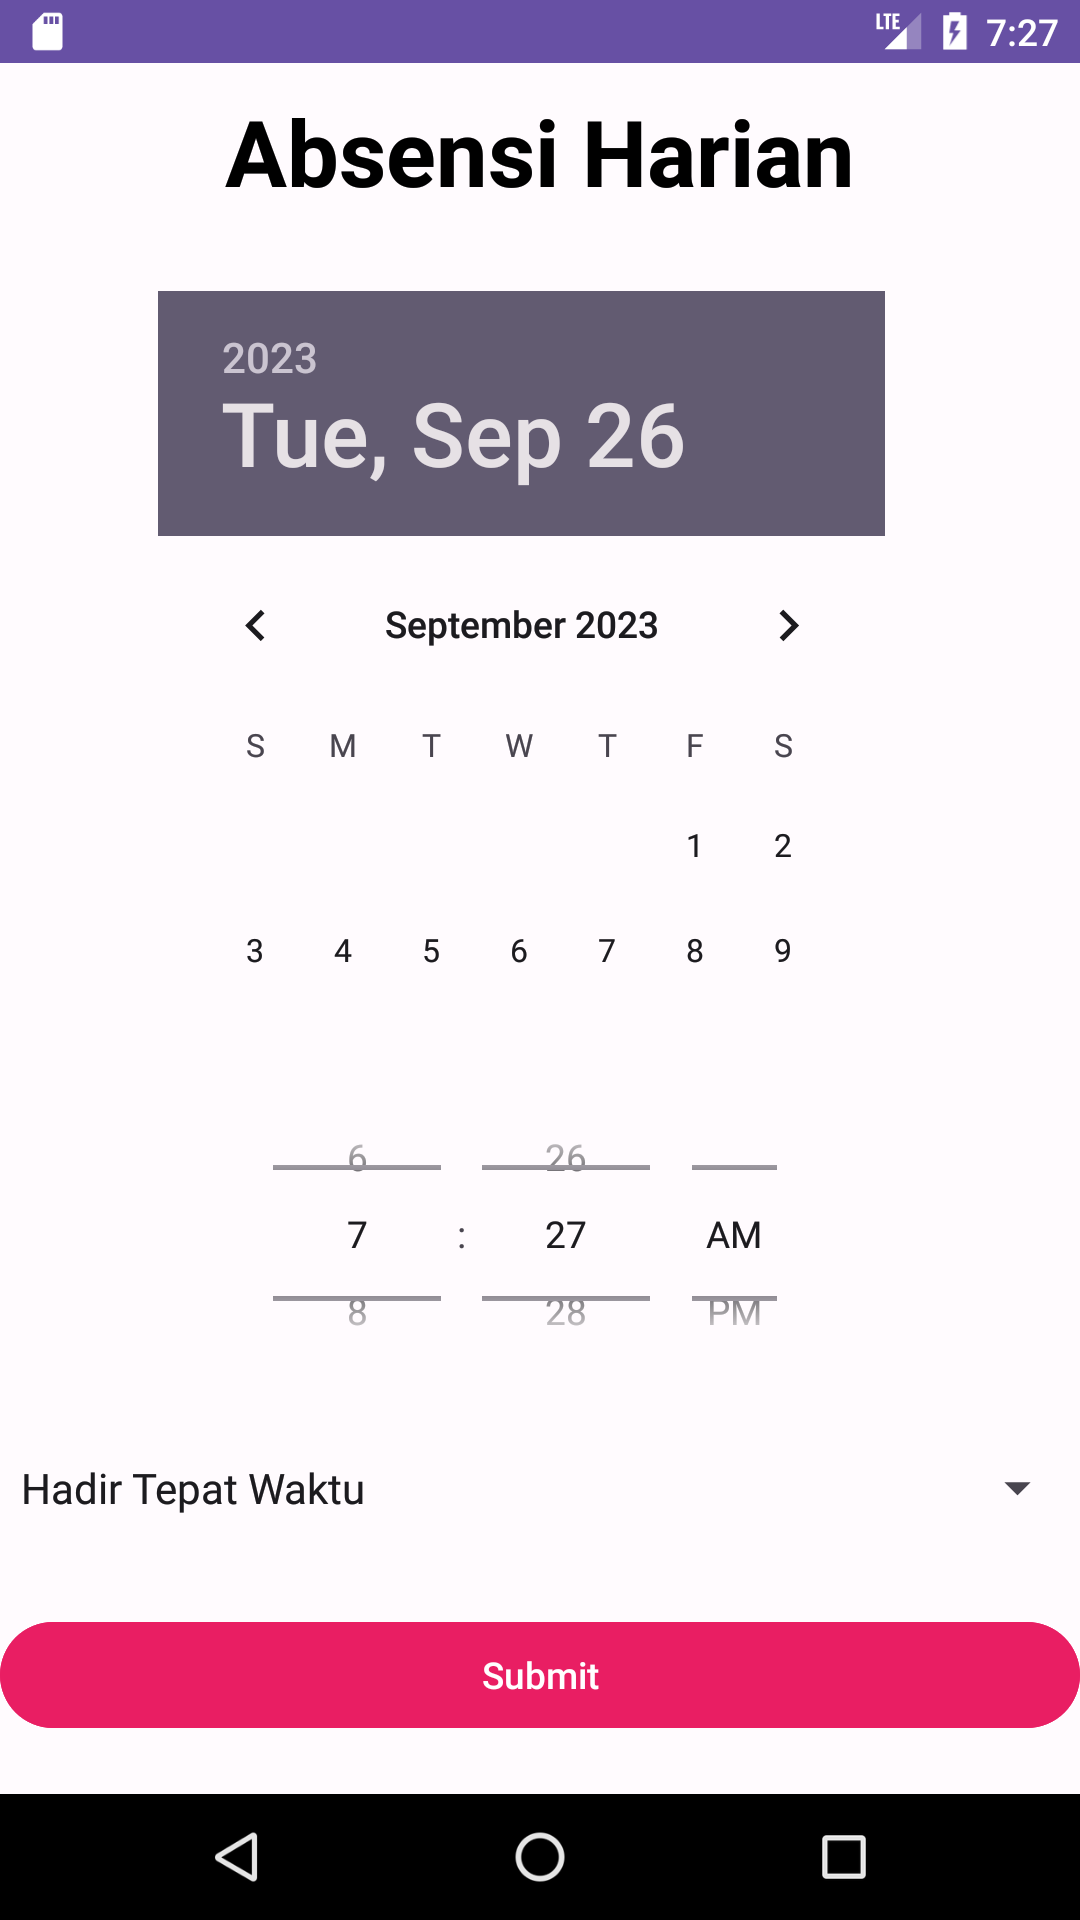 LTE 7:27
Absensi Harian
2023
Tue, Sep 26
September 2023
S M T W T F S
1 2
3 4 5 6 7 8 9
6 26
7 : 27 AM
8 28 PM
Hadir Tepat Waktu
Submit